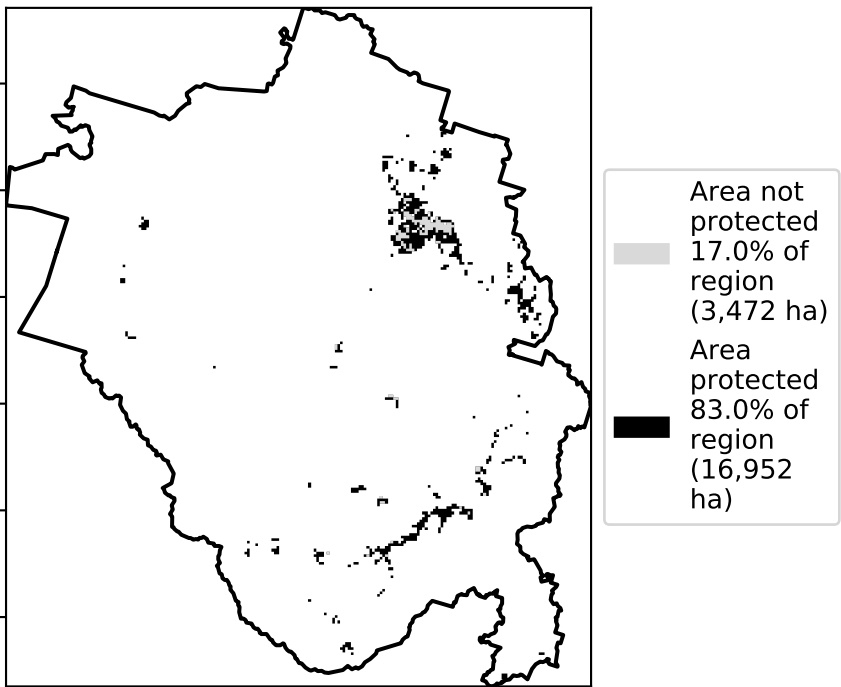 Area not
protected
17.0% of
region
(3,472 ha)
Area
protected
83.0% of
region
(16,952
ha)